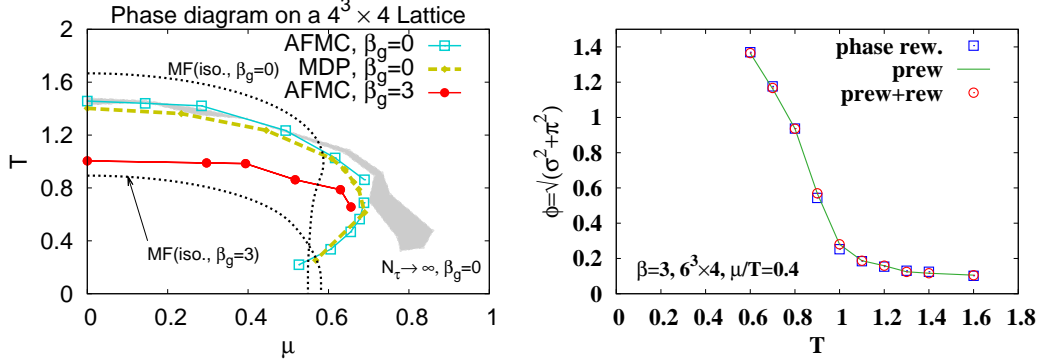 Phase diagram on a 4³ × 4 Lattice
AFMC, β_g=0
MDP, β_g=0
AFMC, β_g=3
MF(iso., β_g=0)
MF(iso., β_g=3)
N_τ→∞, β_g=0
T
2
1.6
1.2
0.8
0.4
0
0 0.2 0.4 0.6 0.8 1
μ
phase rew.
prew
prew+rew
β=3, 6³×4, μ/T=0.4
ϕ=√(σ²+π²)
1.4
1.2
1
0.8
0.6
0.4
0.2
0
0 0.2 0.4 0.6 0.8 1 1.2 1.4 1.6 1.8
T